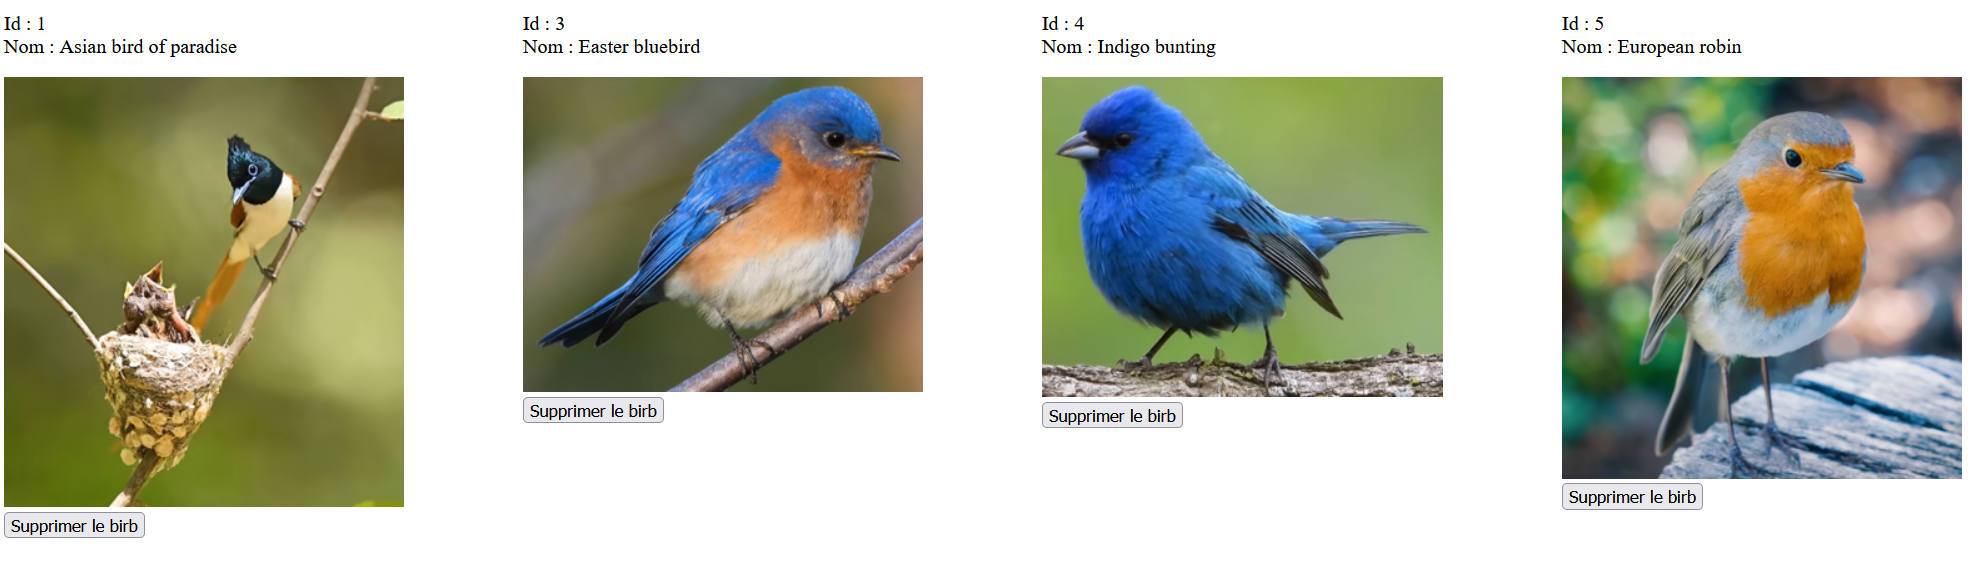 Id : 1
Nom : Asian bird of paradise
Supprimer le birb
Id : 3
Nom : Easter bluebird
Supprimer le birb
Id : 4
Nom : Indigo bunting
Supprimer le birb
Id : 5
Nom : European robin
Supprimer le birb